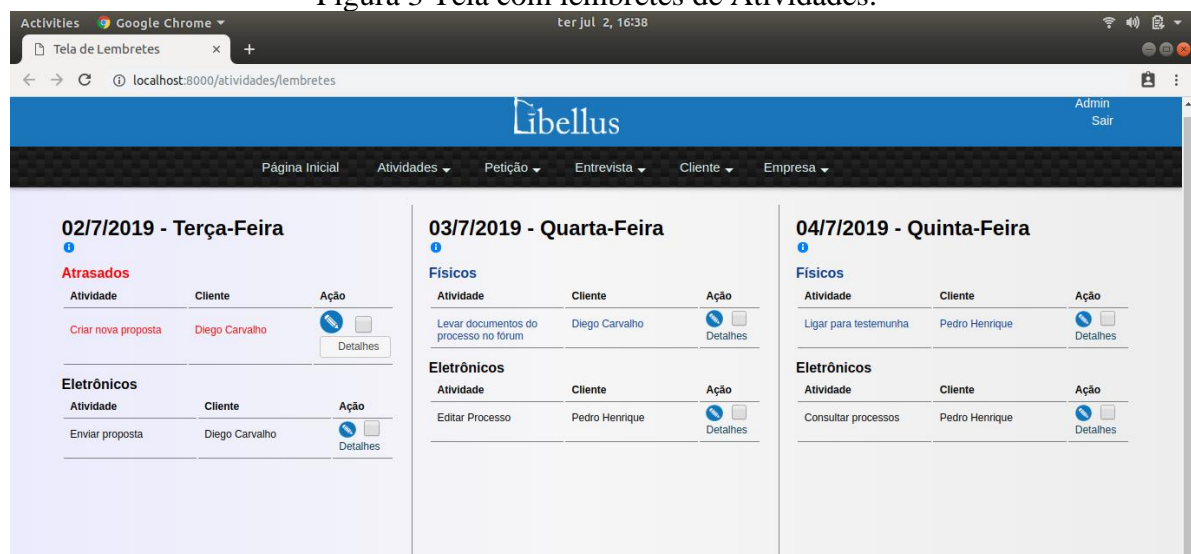 Figura 3 Tela com lembretes de Atividades.
Activities Google Chrome ter jul 2, 16:38
Tela de Lembretes × +
localhost:8000/atividades/lembretes
Libellus
Admin
Sair
Página Inicial Atividades Petição Entrevista Cliente Empresa
02/7/2019 - Terça-Feira
Atrasados
Atividade Cliente Ação
Criar nova proposta Diego Carvalho
Detalhes
Eletrônicos
Atividade Cliente Ação
Enviar proposta Diego Carvalho
Detalhes
03/7/2019 - Quarta-Feira
Físicos
Atividade Cliente Ação
Levar documentos do Diego Carvalho
processo no fórum Detalhes
Eletrônicos
Atividade Cliente Ação
Editar Processo Pedro Henrique
Detalhes
04/7/2019 - Quinta-Feira
Físicos
Atividade Cliente Ação
Ligar para testemunha Pedro Henrique
Detalhes
Eletrônicos
Atividade Cliente Ação
Consultar processos Pedro Henrique
Detalhes